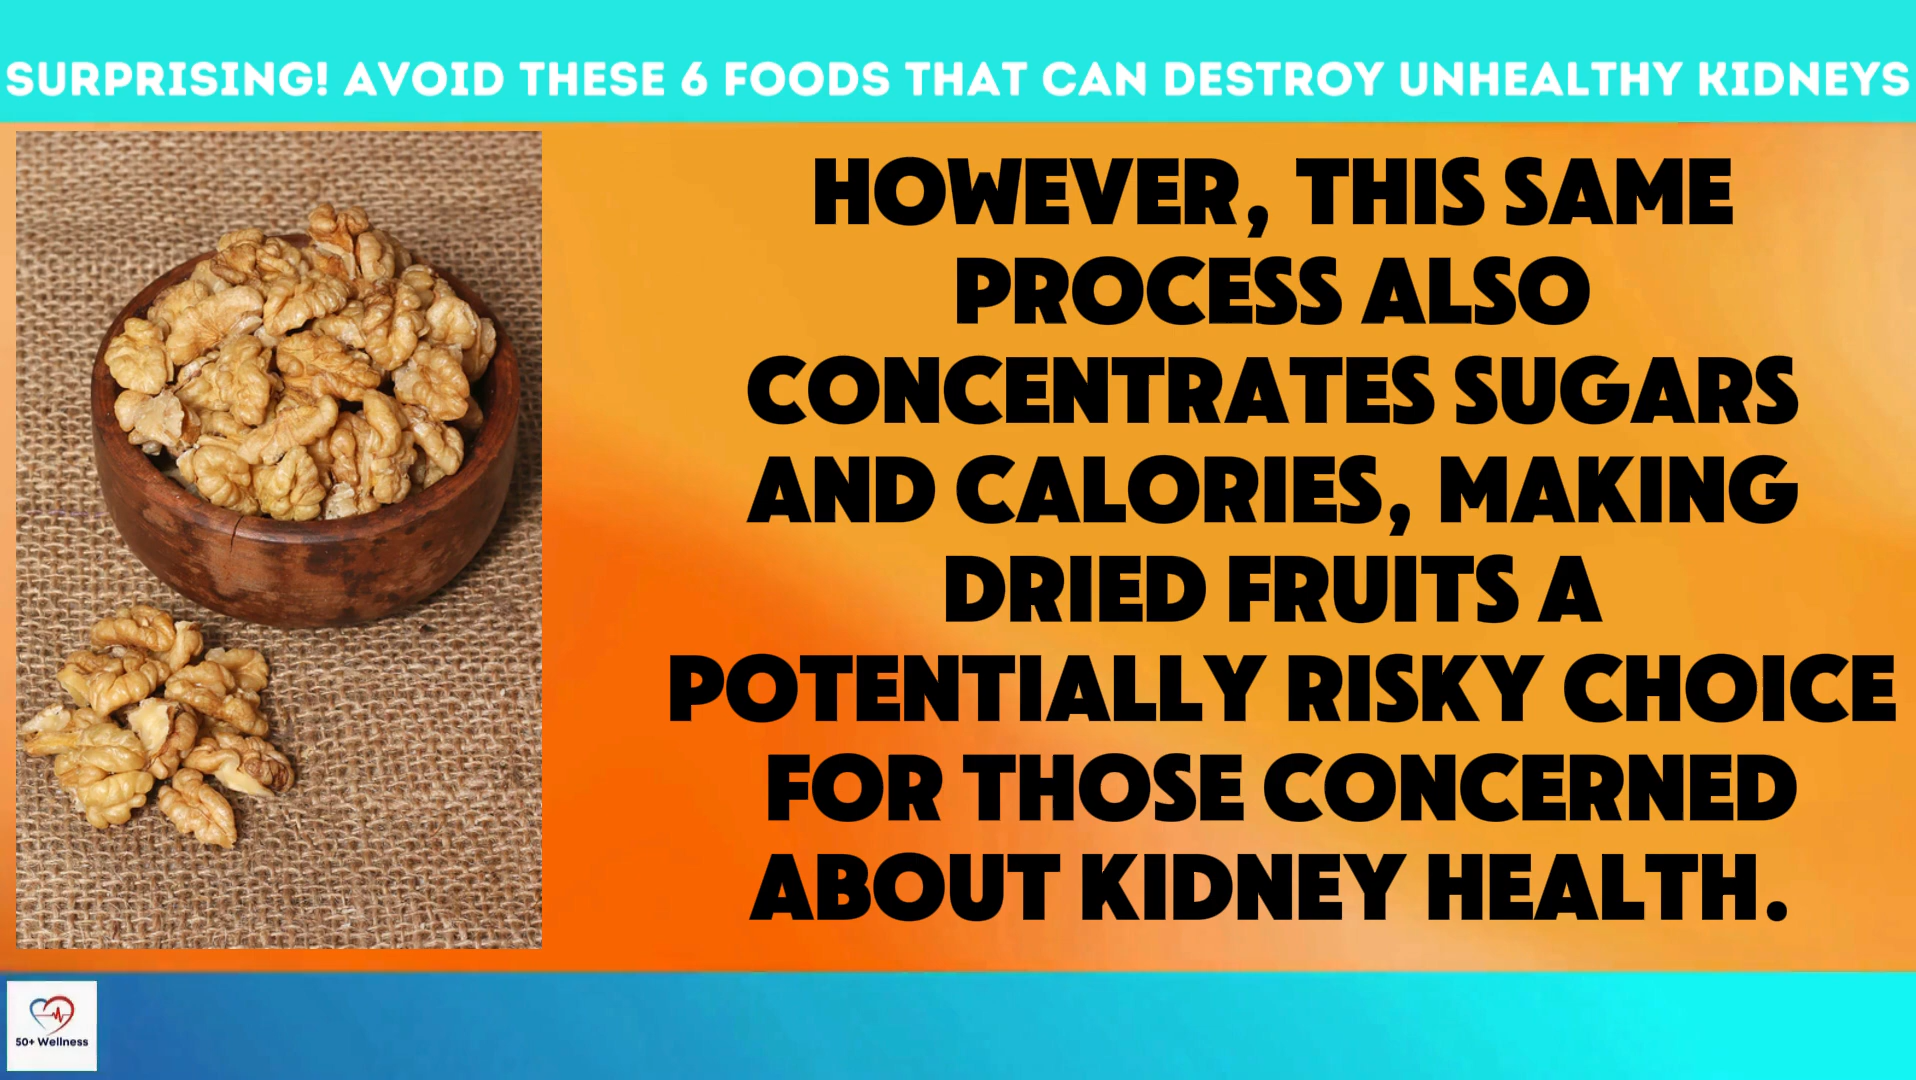 SURPRISING! AVOID THESE 6 FOODS THAT CAN DESTROY UNHEALTHY KIDNEYS
HOWEVER, THIS SAME
PROCESS ALSO
CONCENTRATES SUGARS
AND CALORIES, MAKING
DRIED FRUITS A
POTENTIALLY RISKY CHOICE
FOR THOSE CONCERNED
ABOUT KIDNEY HEALTH.
50+ Wellness